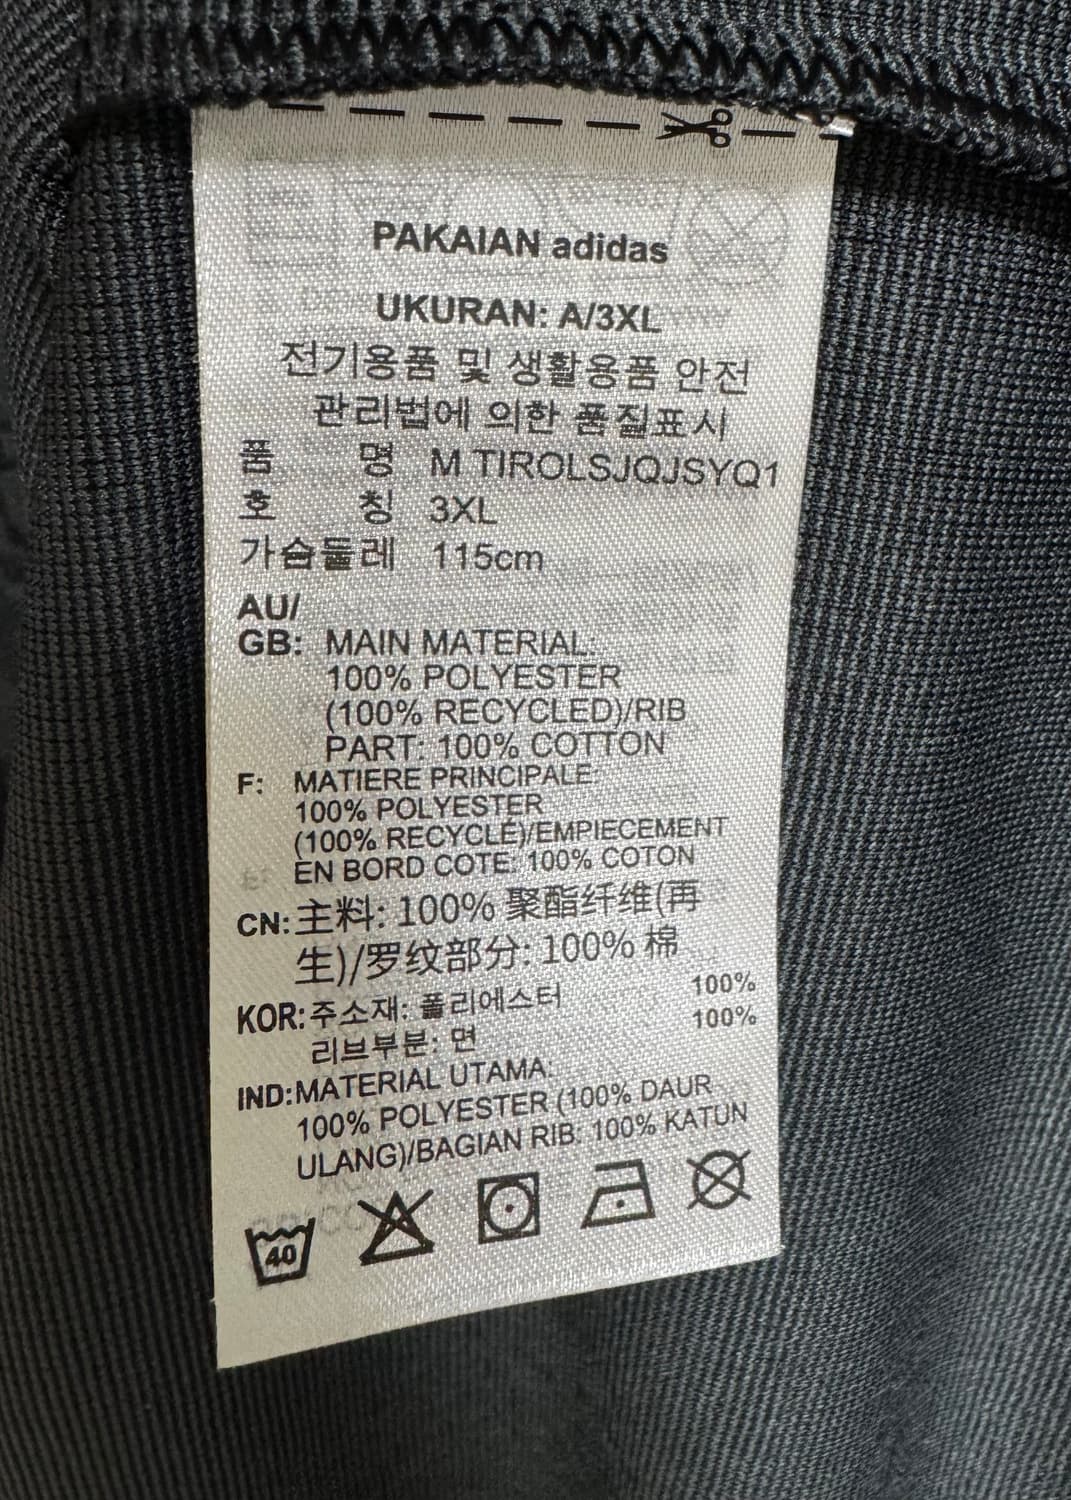 PAKAIAN adidas
UKURAN: A/3XL
전기용품 및 생활용품 안전
관리법에 의한 품질표시
품 명 M TIROLSJQJSYQ1
호 칭 3XL
가슴둘레 115cm
AU/
GB: MAIN MATERIAL:
100% POLYESTER
(100% RECYCLED)/RIB
PART: 100% COTTON
F: MATIERE PRINCIPALE:
100% POLYESTER
(100% RECYCLÉ)/EMPIECEMENT
EN BORD COTE: 100% COTON
CN: 主料: 100% 聚酯纤维(再
生)/罗纹部分: 100% 棉
KOR: 주소재: 폴리에스터 100%
리브부분: 면 100%
IND: MATERIAL UTAMA:
100% POLYESTER (100% DAUR
ULANG)/BAGIAN RIB: 100% KATUN
40